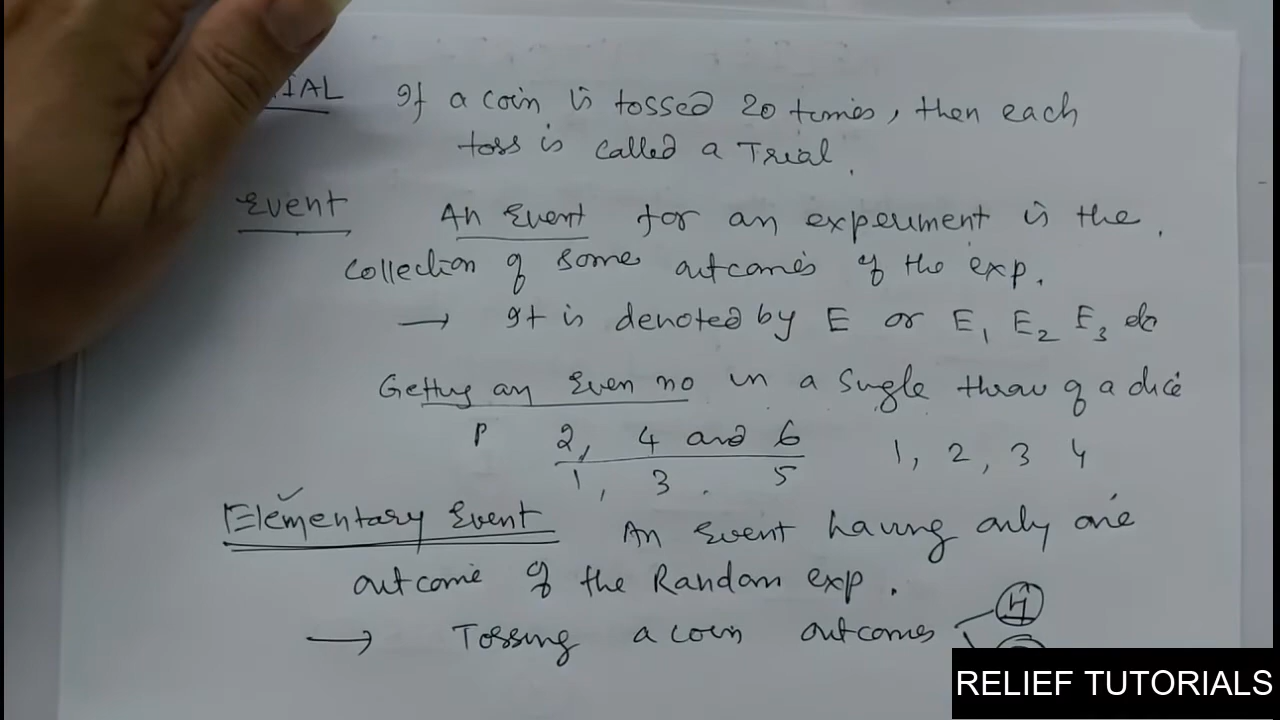 IAL If a coin is tossed 20 times, then each
toss is called a Trial.
Event An Event for an experiment is the
collection of some outcomes of the exp.
→ It is denoted by E or E₁ E₂ E₃ etc
Getting an Even no in a Single throw of a dice
P 2, 4 and 6 1, 2, 3 4
1, 3. 5
Elementary Event An Event having only one
outcome of the Random exp.
→ Tossing a coin outcomes H
RELIEF TUTORIALS